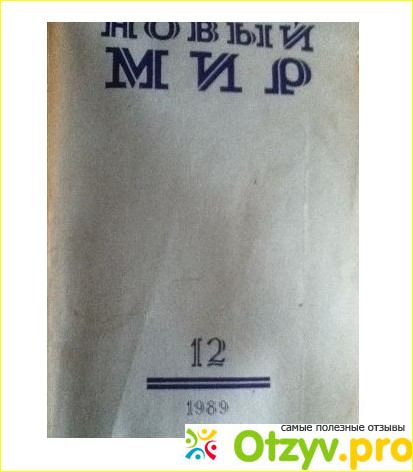 НОВЫЙ
МИР
12
1989
самые полезные отзывы
Otzyv.pro